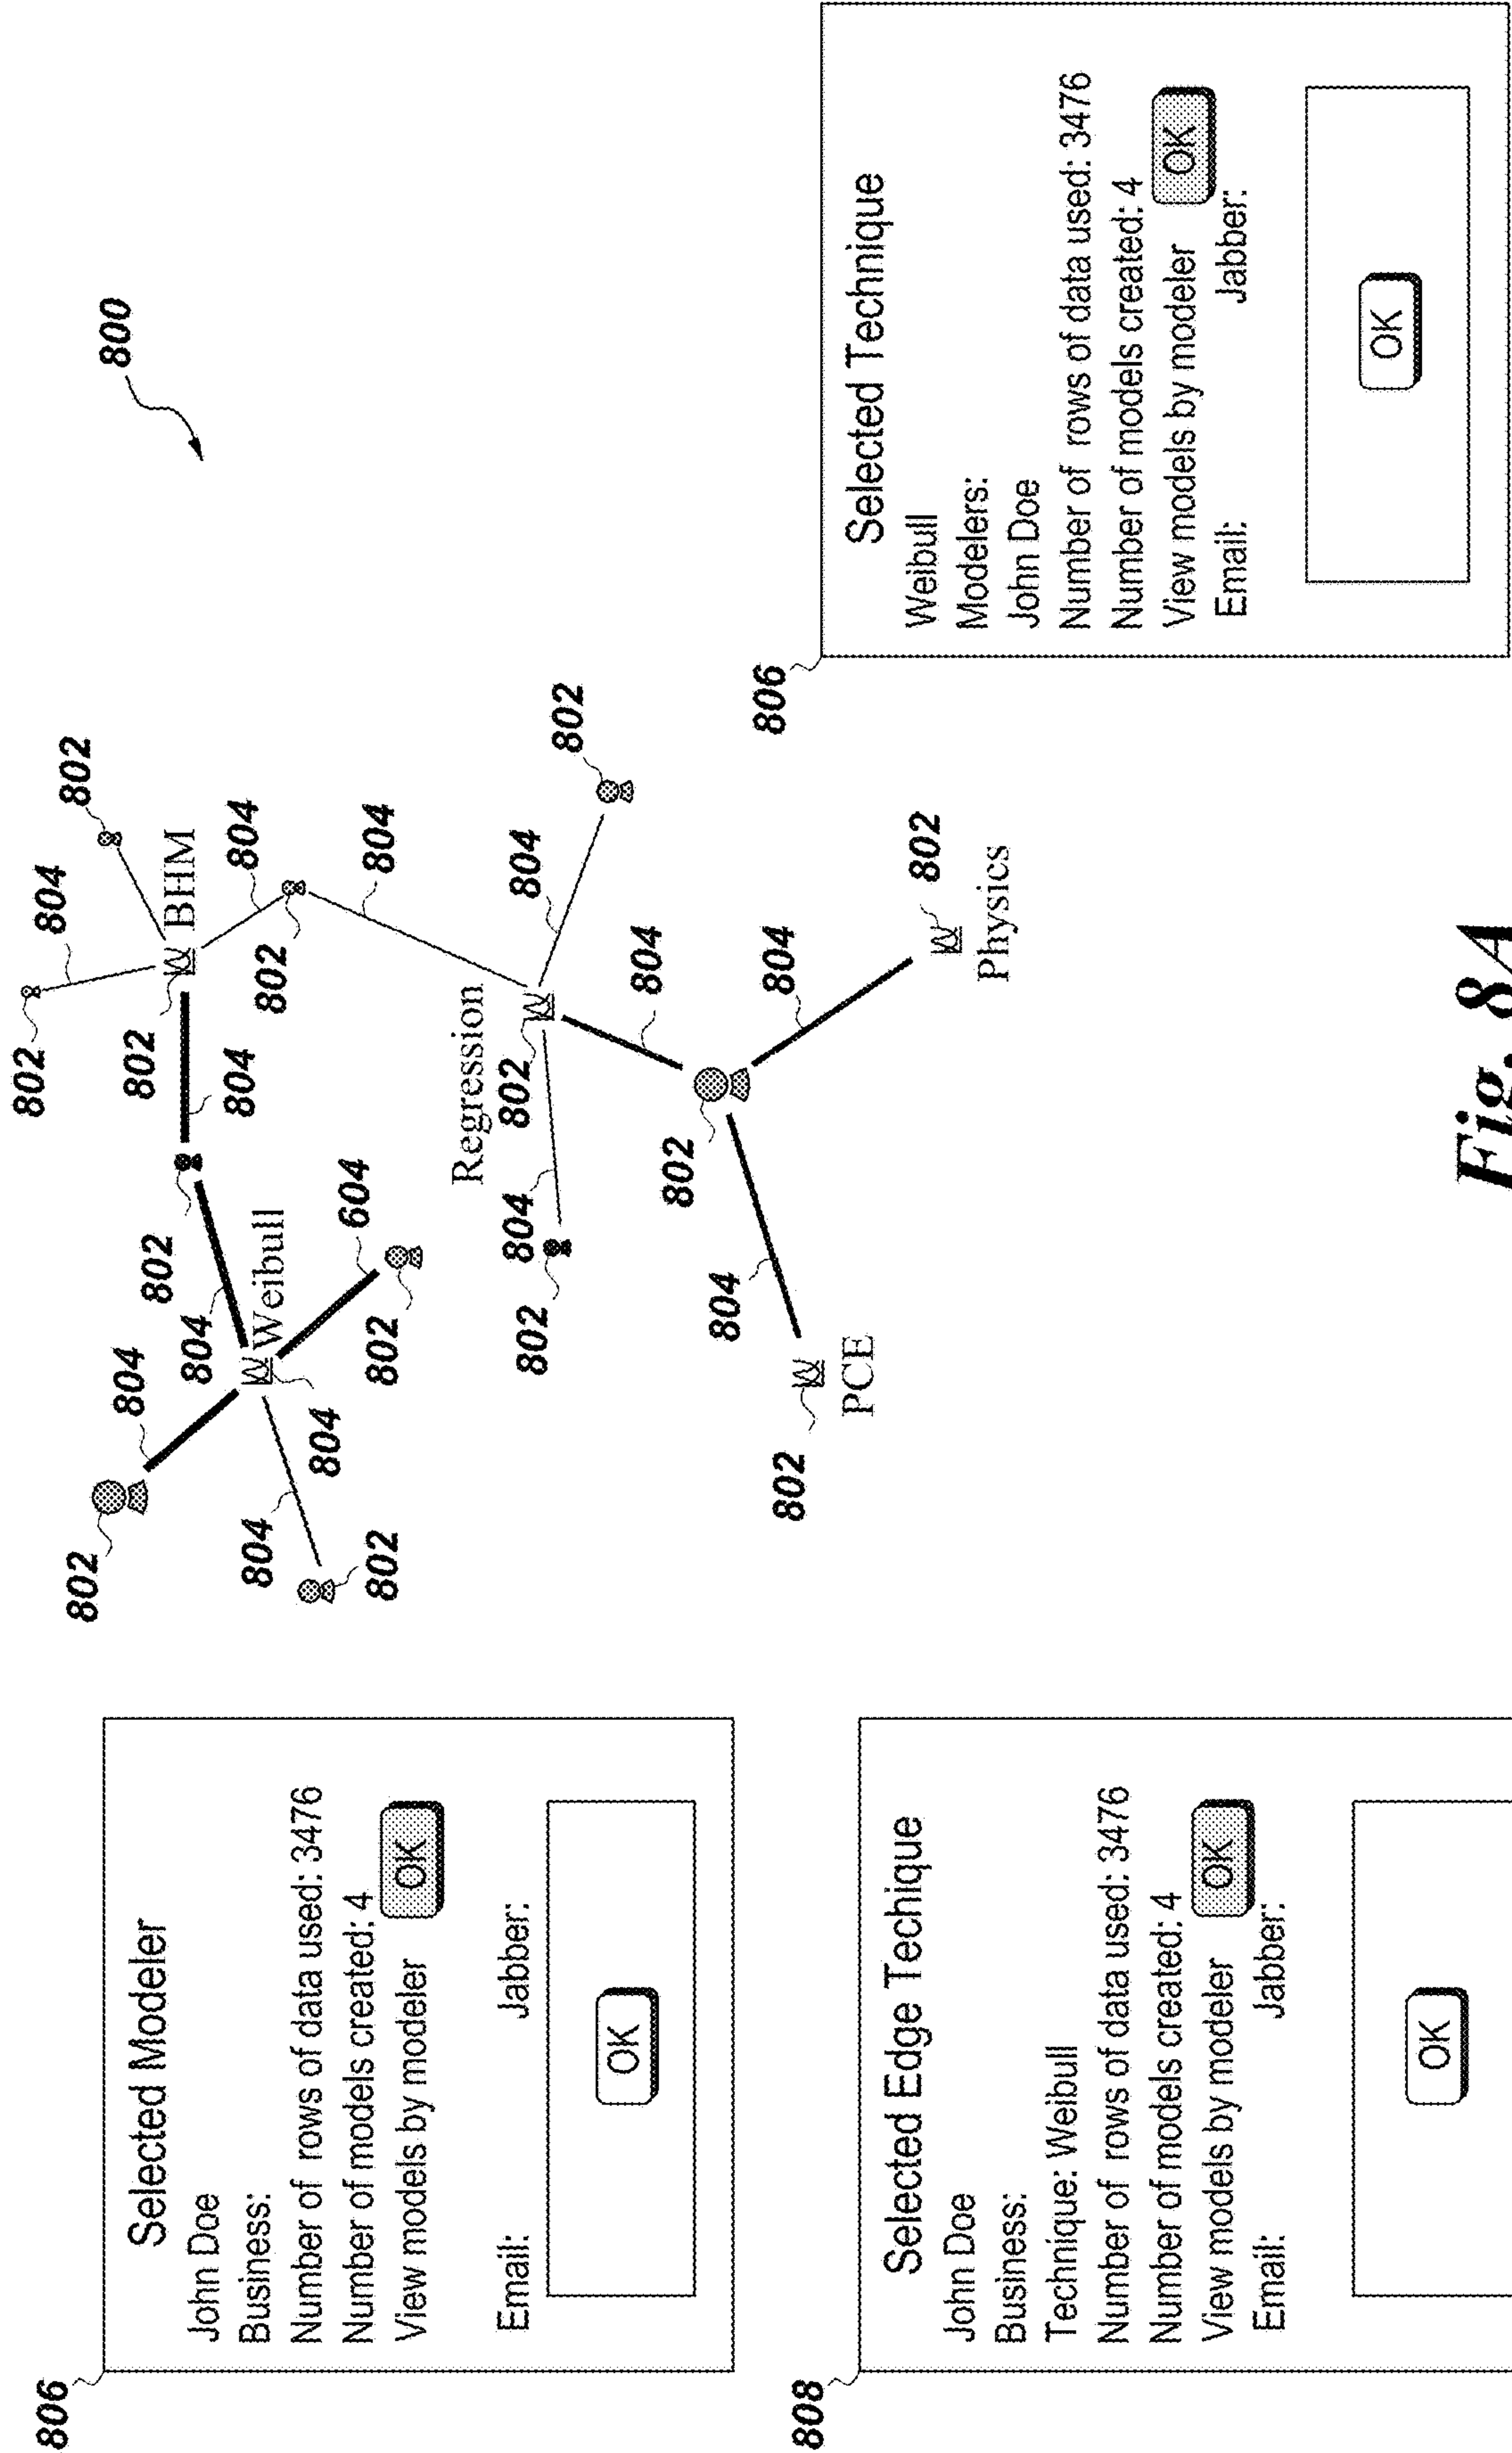 806
Selected Modeler
John Doe
Business:
Number of rows of data used: 3476
Number of models created: 4
View models by modeler OK
Email: Jabber:
OK
808
Selected Edge Techique
John Doe
Business:
Technique: Weibull
Number of rows of data used: 3476
Number of models created: 4
View models by modeler OK
Email: Jabber:
OK
802
804
802
802
804
802
802
804
804
804
BHM
804
Weibull
804
802
804
604
802
802
804
Regression
802
804
804
802
802
804
802
804
804
802
PCE
802
Physics
800
806
Selected Technique
Weibull
Modelers:
John Doe
Number of rows of data used: 3476
Number of models created: 4
View models by modeler OK
Email: Jabber:
OK
Fig. 8A